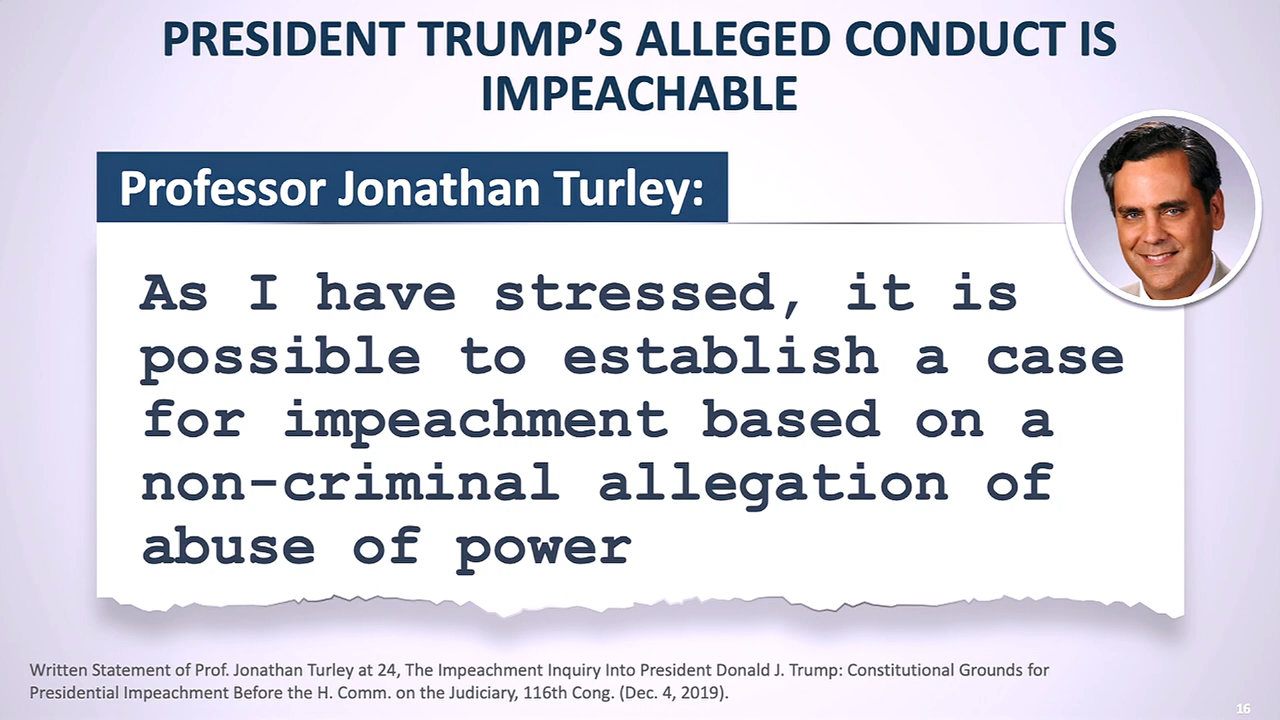 PRESIDENT TRUMP’S ALLEGED CONDUCT IS
IMPEACHABLE
Professor Jonathan Turley:
As I have stressed, it is
possible to establish a case
for impeachment based on a
non-criminal allegation of
abuse of power
Written Statement of Prof. Jonathan Turley at 24, The Impeachment Inquiry Into President Donald J. Trump: Constitutional Grounds for
Presidential Impeachment Before the H. Comm. on the Judiciary, 116th Cong. (Dec. 4, 2019).
16